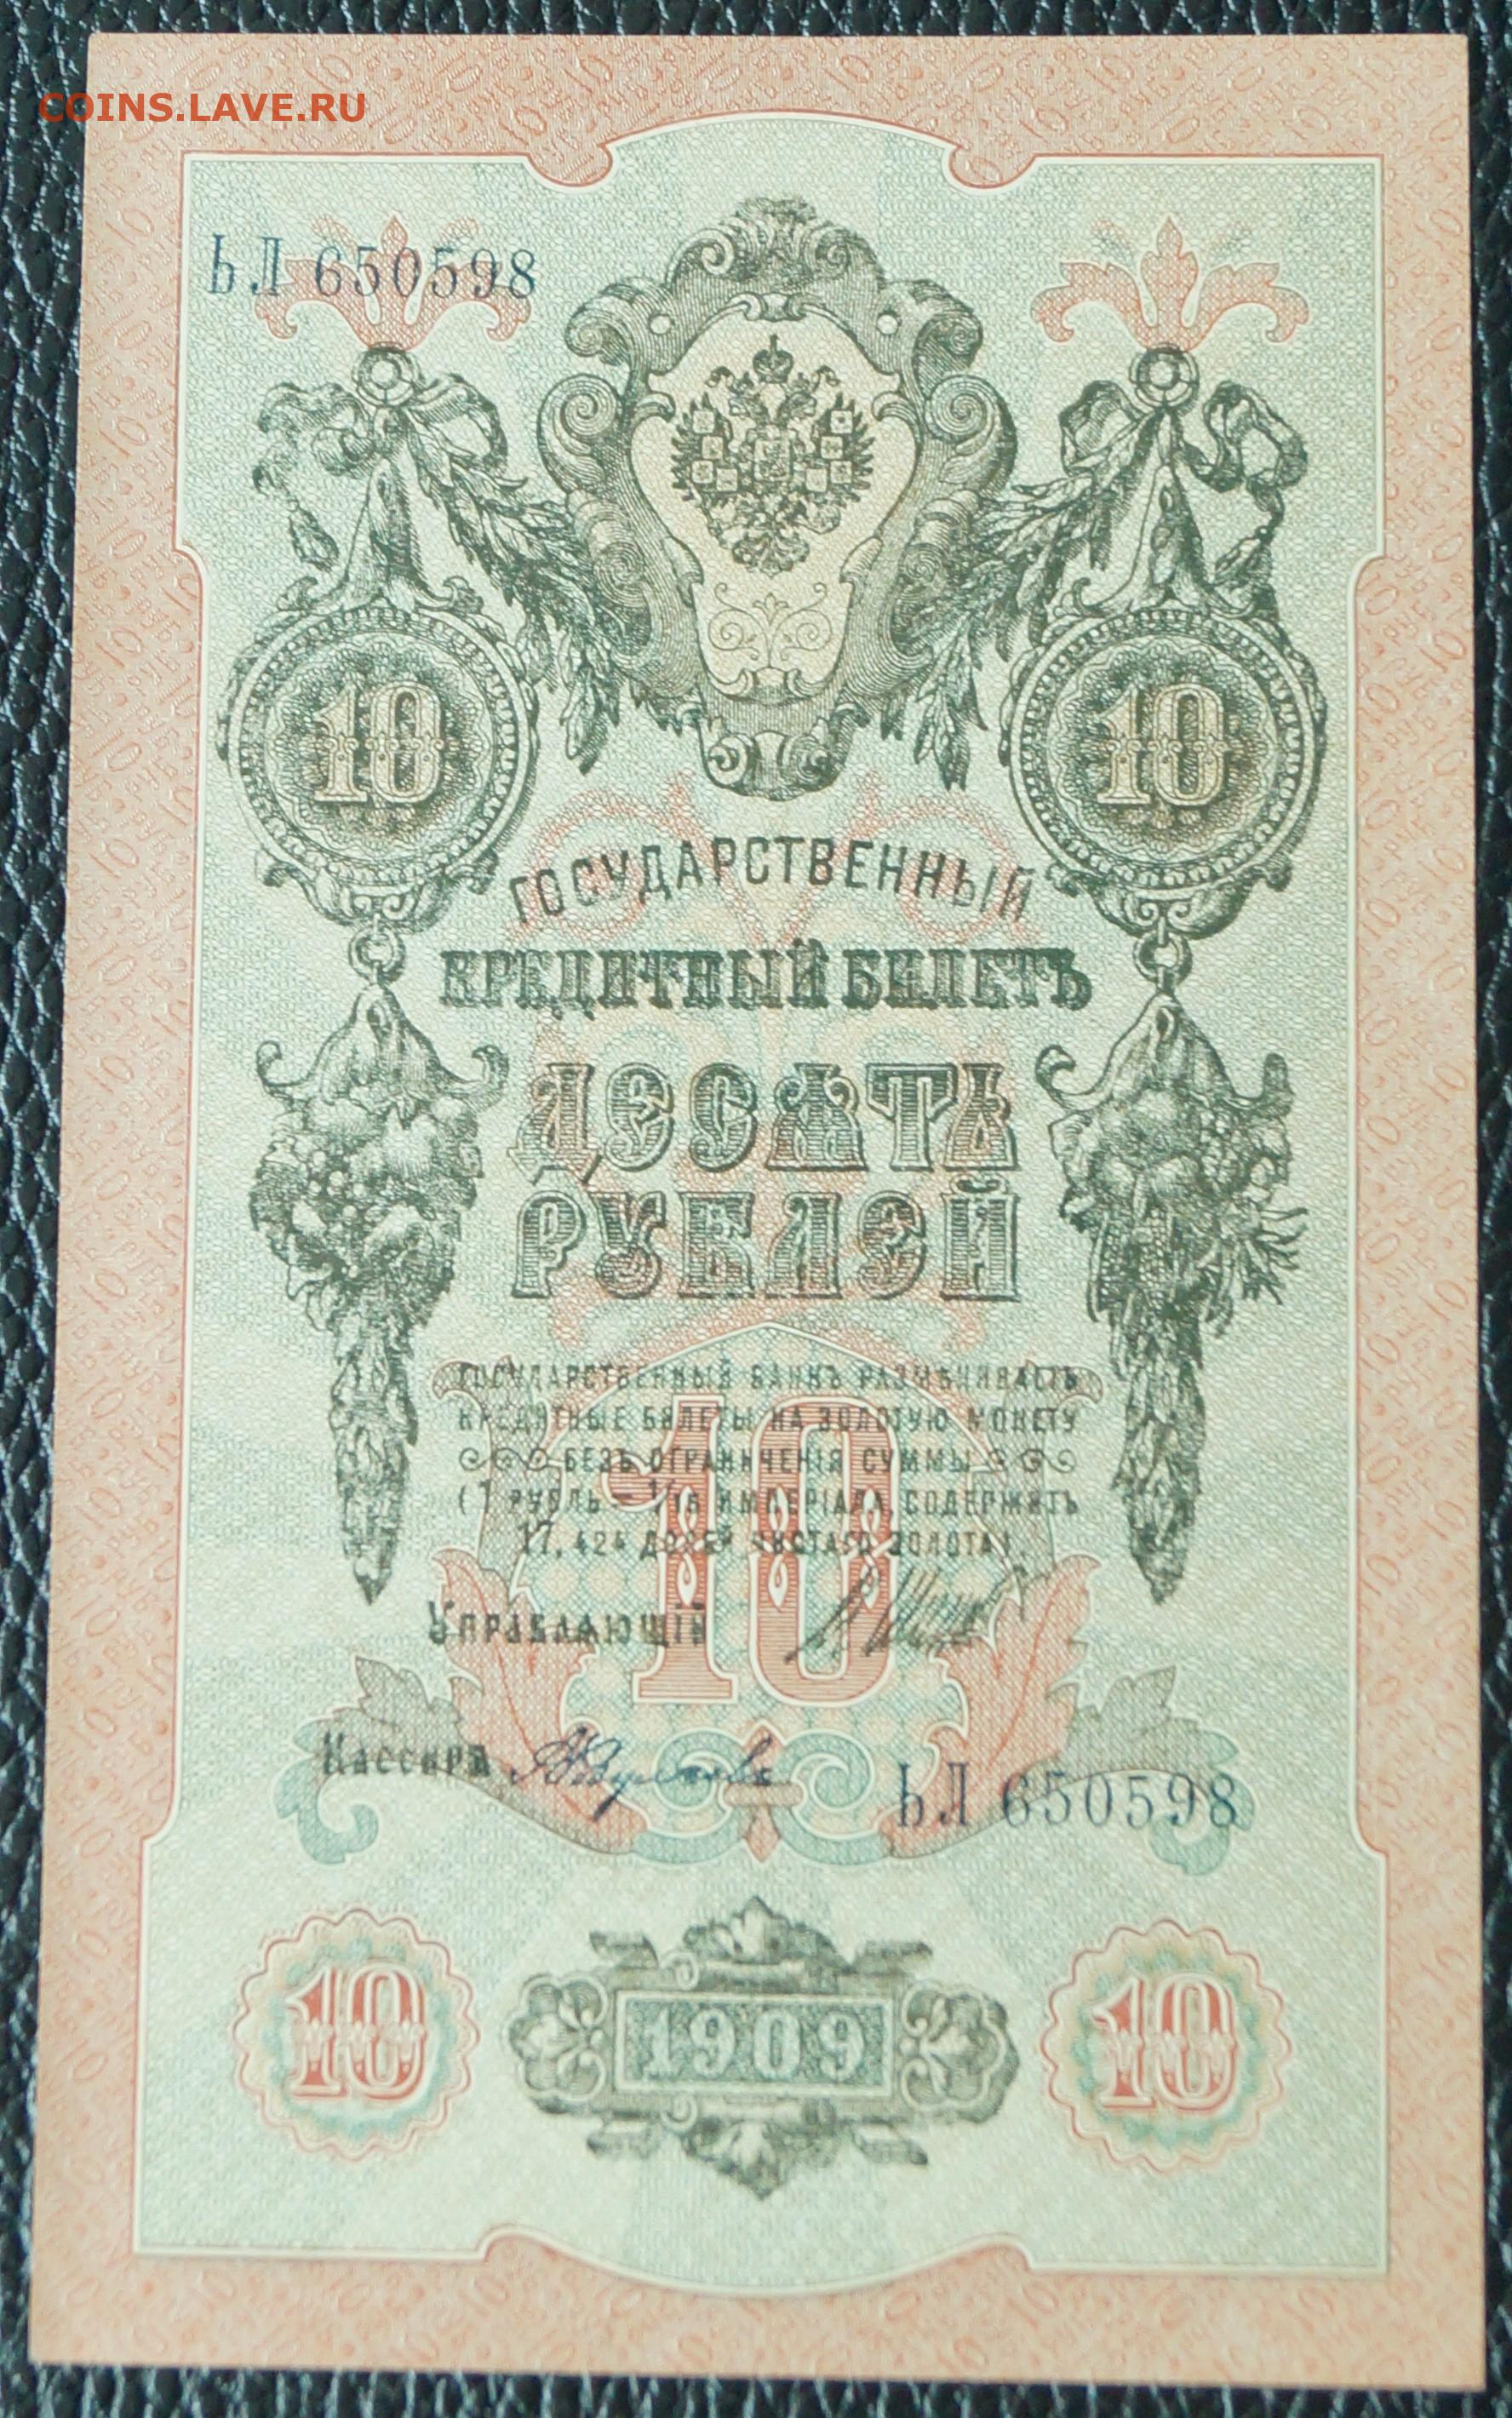 COINS.LAVE.RU
ЬЛ 650598
10 10
ГОСУДАРСТВЕННЫЙ
КРЕДИТНЫЙ БИЛЕТЪ
ДЕСЯТЬ
РУБЛЕЙ
ГОСУДАРСТВЕННЫЙ БАНКЪ РАЗМѢНИВАЕТЪ
КРЕДИТНЫЕ БИЛЕТЫ НА ЗОЛОТУЮ МОНЕТУ
БЕЗЪ ОГРАНИЧЕНІЯ СУММЫ
(1 РУБЛЬ = 1/15 ИМПЕРІАЛА, СОДЕРЖИТЪ
17,424 ДОЛЕЙ ЧИСТАГО ЗОЛОТА).
10
УПРАВЛЯЮЩІЙ
Кассиръ
ЬЛ 650598
10 1909 10